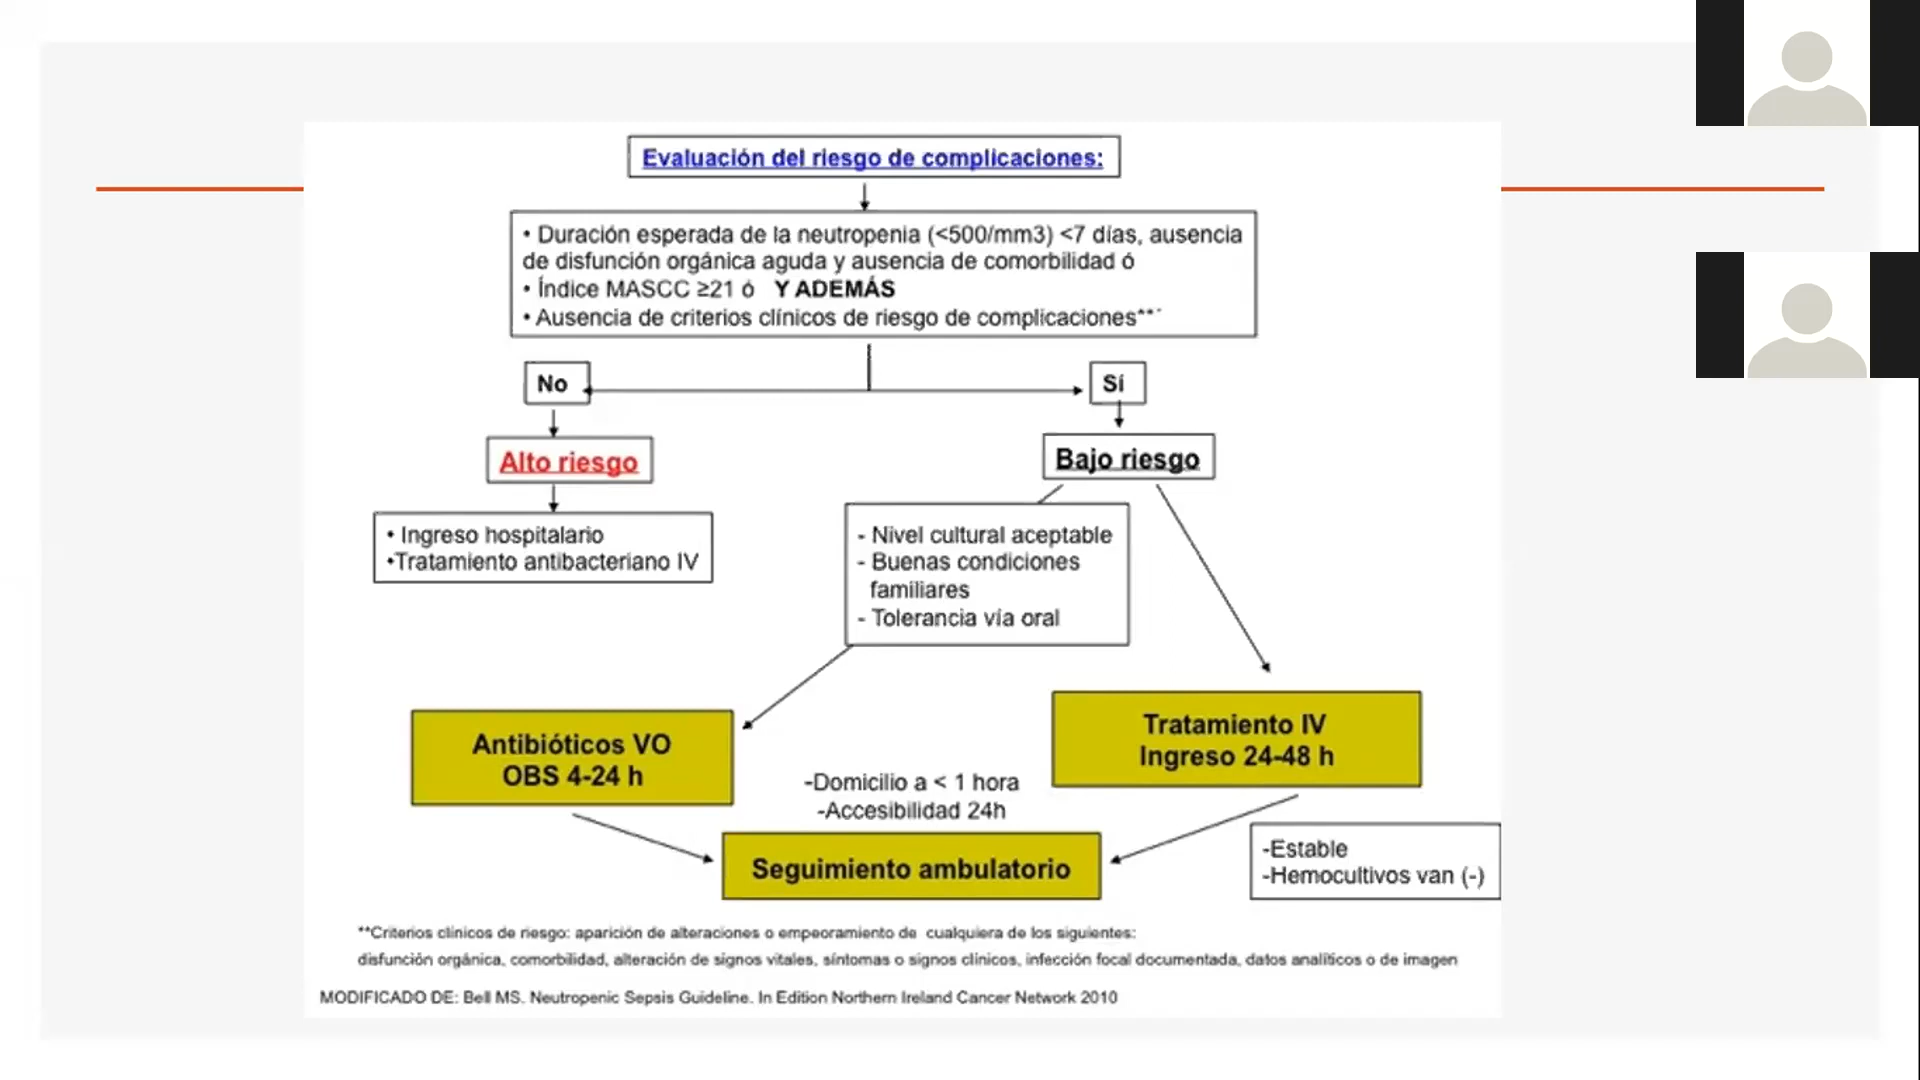 Evaluación del riesgo de complicaciones:
• Duración esperada de la neutropenia (<500/mm3) <7 días, ausencia
de disfunción orgánica aguda y ausencia de comorbilidad ó
• Índice MASCC ≥21 ó Y ADEMÁS
• Ausencia de criterios clínicos de riesgo de complicaciones**
No
Sí
Alto riesgo
Bajo riesgo
• Ingreso hospitalario
•Tratamiento antibacteriano IV
- Nivel cultural aceptable
- Buenas condiciones
familiares
- Tolerancia vía oral
Antibióticos VO
OBS 4-24 h
Tratamiento IV
Ingreso 24-48 h
-Domicilio a < 1 hora
-Accesibilidad 24h
Seguimiento ambulatorio
-Estable
-Hemocultivos van (-)
**Criterios clínicos de riesgo: aparición de alteraciones o empeoramiento de cualquiera de los siguientes:
disfunción orgánica, comorbilidad, alteración de signos vitales, síntomas o signos clínicos, infección focal documentada, datos analíticos o de imagen
MODIFICADO DE: Bell MS. Neutropenic Sepsis Guideline. In Edition Northern Ireland Cancer Network 2010